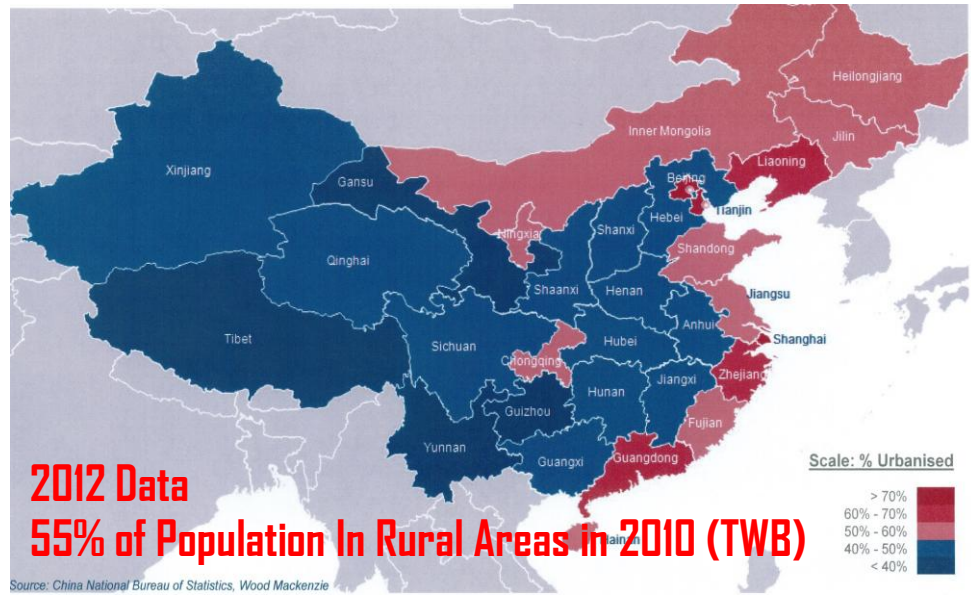 Heilongjiang
Inner Mongolia
Jilin
Xinjiang
Liaoning
Gansu
Beijing
Tianjin
Hebei
Ningxia
Shanxi
Shandong
Qinghai
Shaanxi
Henan
Jiangsu
Anhui
Tibet
Sichuan
Hubei
Shanghai
Chongqing
Zhejiang
Hunan
Jiangxi
Guizhou
Fujian
Yunnan
Guangxi
Guangdong
Scale: % Urbanised
> 70%
60% - 70%
50% - 60%
40% - 50%
< 40%
2012 Data
55% of Population In Rural Areas in 2010 (TWB)
Hainan
Source: China National Bureau of Statistics, Wood Mackenzie